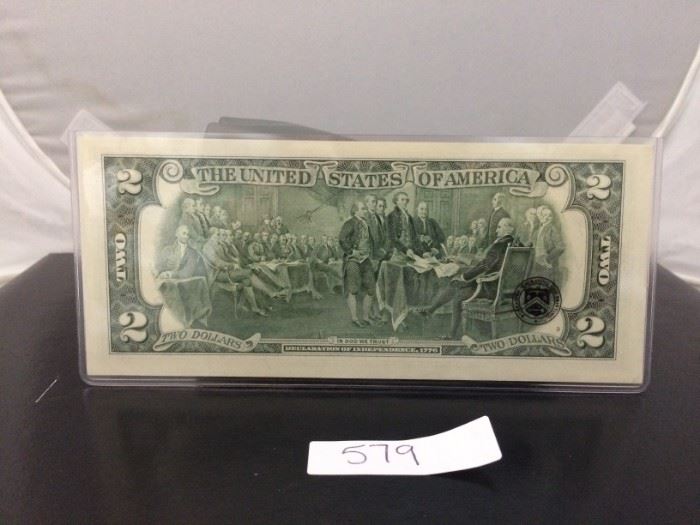 2 THE UNITED STATES OF AMERICA 2
TWO
TWO
2 TWO DOLLARS TWO DOLLARS 2
IN GOD WE TRUST
DECLARATION OF INDEPENDENCE, 1776
579